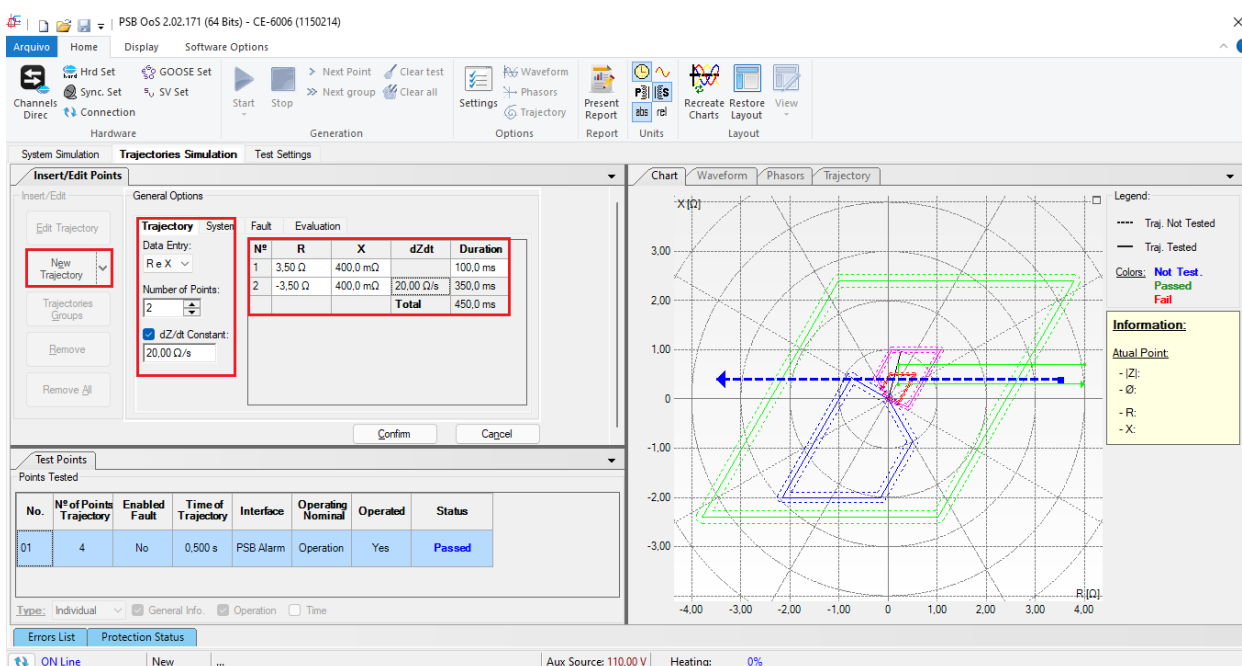 PSB OoS 2.02.171 (64 Bits) - CE-6006 (1150214)
Arquivo Home Display Software Options
Channels Direc
Hrd Set
Sync. Set
Connection
GOOSE Set
SV Set
Hardware
Start
Stop
Next Point
Next group
Clear test
Clear all
Generation
Settings
Waveform
Phasors
Trajectory
Options
Present Report
Report
abs rel
Units
Recreate Charts
Restore Layout
View
Layout
System Simulation Trajectories Simulation Test Settings
Insert/Edit Points
Insert/Edit
Edit Trajectory
New Trajectory
Trajectories Groups
Remove
Remove All
General Options
Trajectory System Fault Evaluation
Data Entry:
R e X
Number of Points:
2
dZ/dt Constant:
20,00 Ω/s
Nº R X dZdt Duration
1 3,50 Ω 400,0 mΩ 100,0 ms
2 -3,50 Ω 400,0 mΩ 20,00 Ω/s 350,0 ms
Total 450,0 ms
Confirm Cancel
Test Points
Points Tested
No. Nº of Points Trajectory Enabled Fault Time of Trajectory Interface Operating Nominal Operated Status
01 4 No 0,500 s PSB Alarm Operation Yes Passed
Type: Individual General Info. Operation Time
Chart Waveform Phasors Trajectory
X [Ω]
3,00
2,00
1,00
0
-1,00
-2,00
-3,00
R [Ω]
-4,00 -3,00 -2,00 -1,00 0 1,00 2,00 3,00 4,00
Legend:
Traj. Not Tested
Traj. Tested
Colors: Not Test.
Passed
Fail
Information:
Atual Point:
- |Z|:
- Ø:
- R:
- X:
Errors List Protection Status
ON Line New ... Aux Source: 110.00 V Heating: 0%